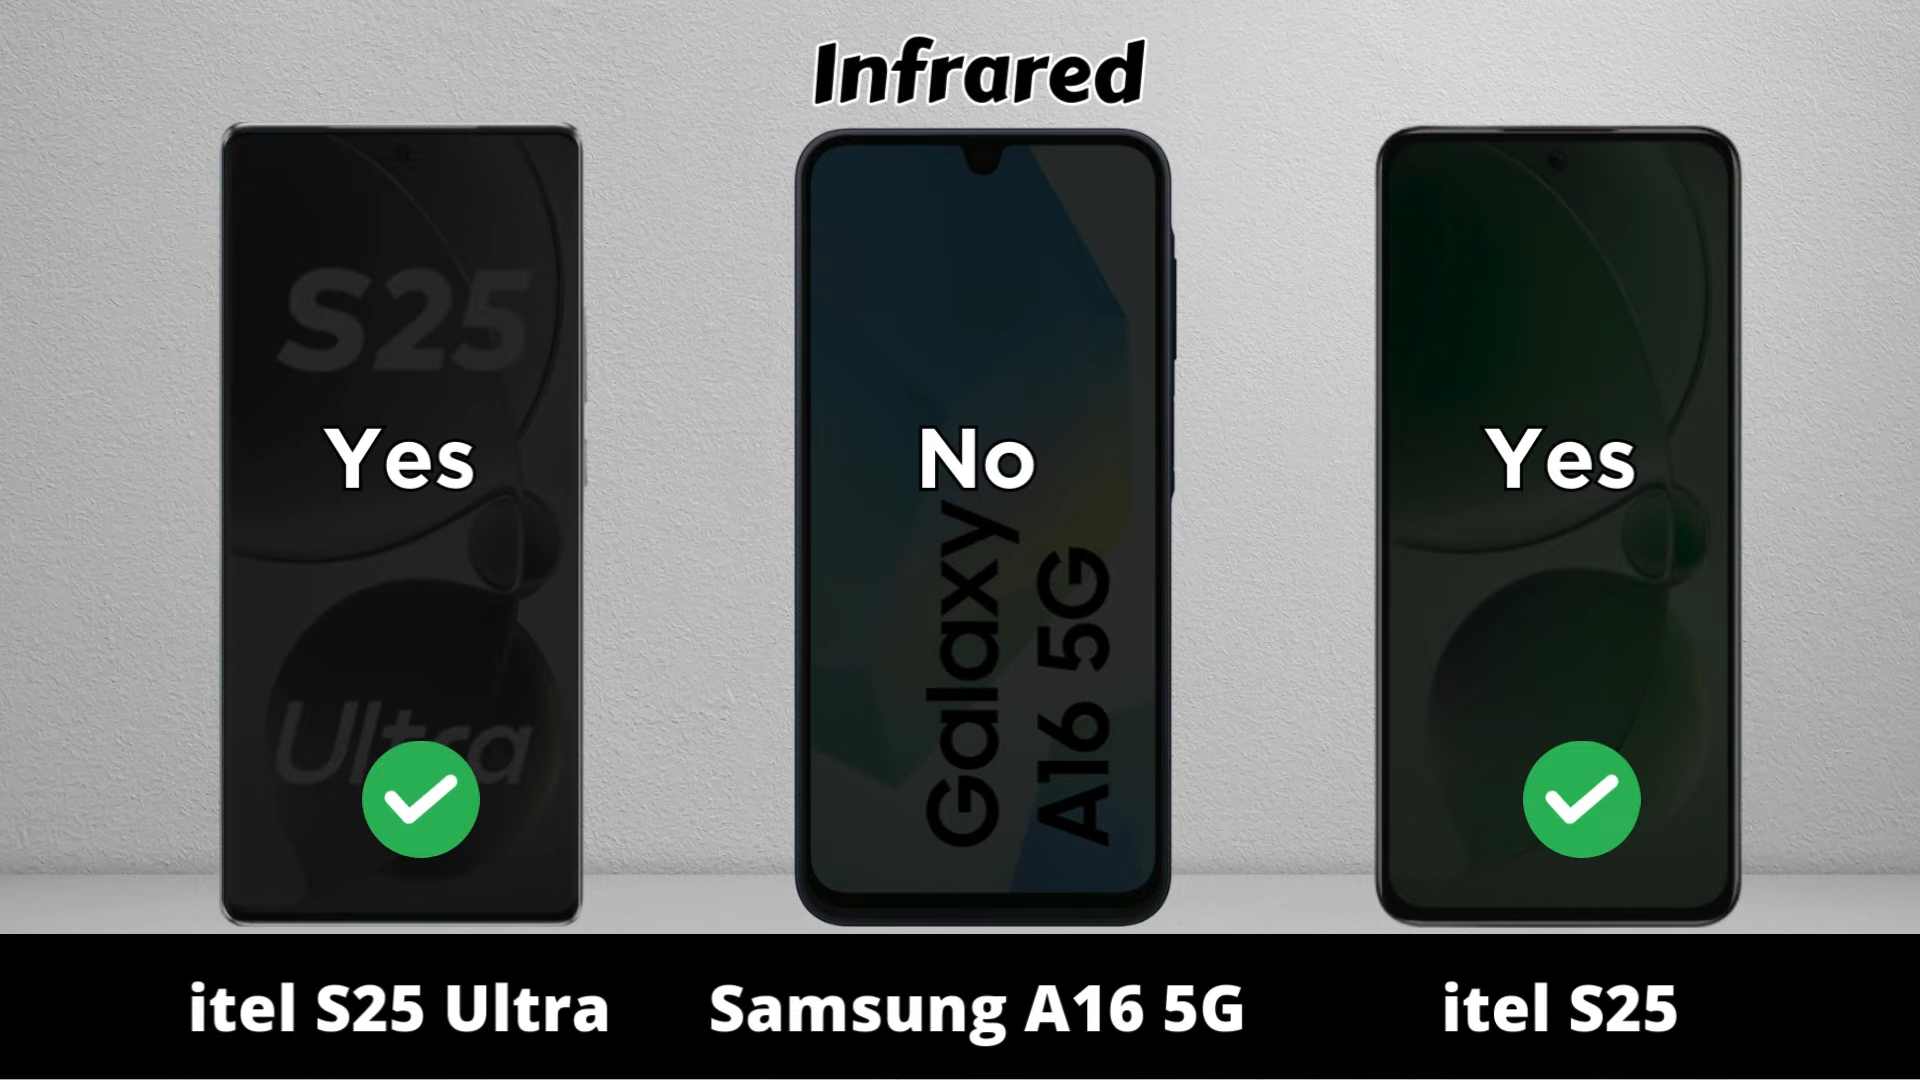 Infrared
S25
Ultra
Yes
Galaxy
A16 5G
No
Yes
itel S25 Ultra
Samsung A16 5G
itel S25